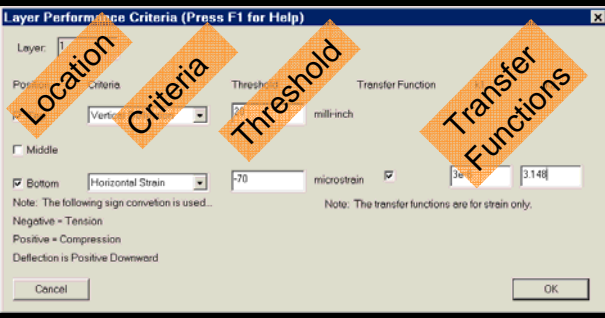 Layer Performance Criteria (Press F1 for Help)
Layer: 1
Location
Criteria
Threshold
Transfer Functions
Criteria Threshold Transfer Function
20 milli-inch
Middle
Bottom Horizontal Strain -70 microstrain 3.148
Note: The following sign convetion is used... Note: The transfer functions are for strain only.
Negative = Tension
Positive = Compression
Deflection is Positive Downward
Cancel OK